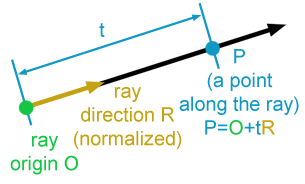 t
P
(a point
along the ray)
P=O+tR
ray
direction R
(normalized)
ray
origin O